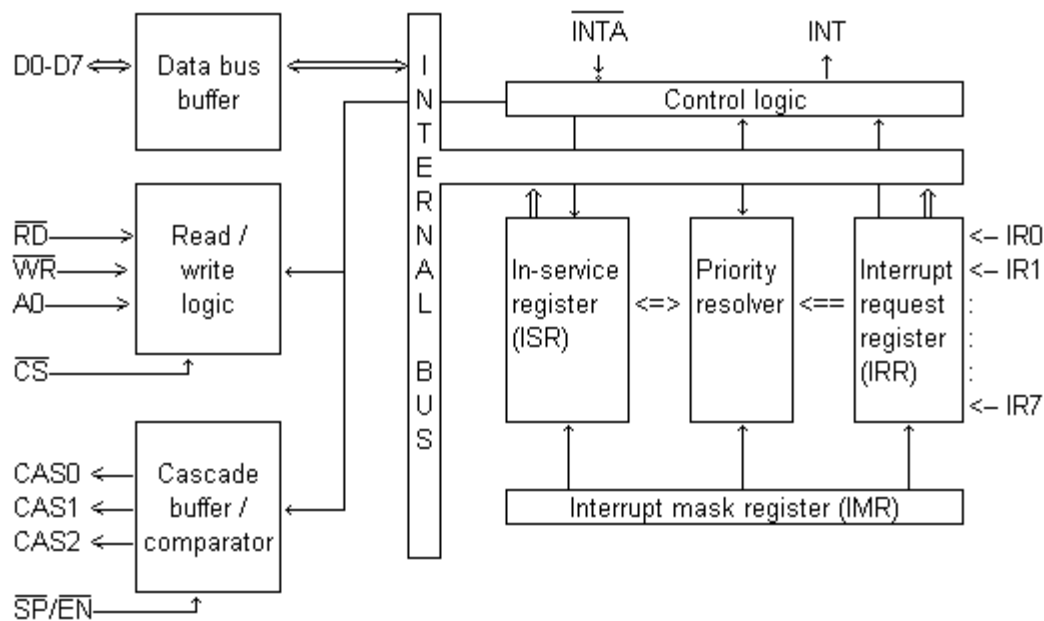 D0-D7
Data bus
buffer
INTERNAL BUS
INTA
INT
Control logic
RD
WR
A0
CS
Read /
write
logic
In-service
register
(ISR)
<=>
Priority
resolver
<==
Interrupt
request
register
(IRR)
<– IR0
<– IR1
:
:
:
<– IR7
CAS0
CAS1
CAS2
SP/EN
Cascade
buffer /
comparator
Interrupt mask register (IMR)